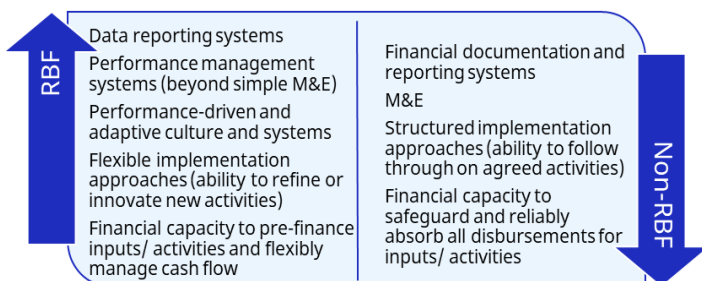 RBF
Data reporting systems
Performance management
systems (beyond simple M&E)
Performance-driven and
adaptive culture and systems
Flexible implementation
approaches (ability to refine or
innovate new activities)
Financial capacity to pre-finance
inputs/ activities and flexibly
manage cash flow
Financial documentation and
reporting systems
M&E
Structured implementation
approaches (ability to follow
through on agreed activities)
Financial capacity to
safeguard and reliably
absorb all disbursements for
inputs/ activities
Non-RBF